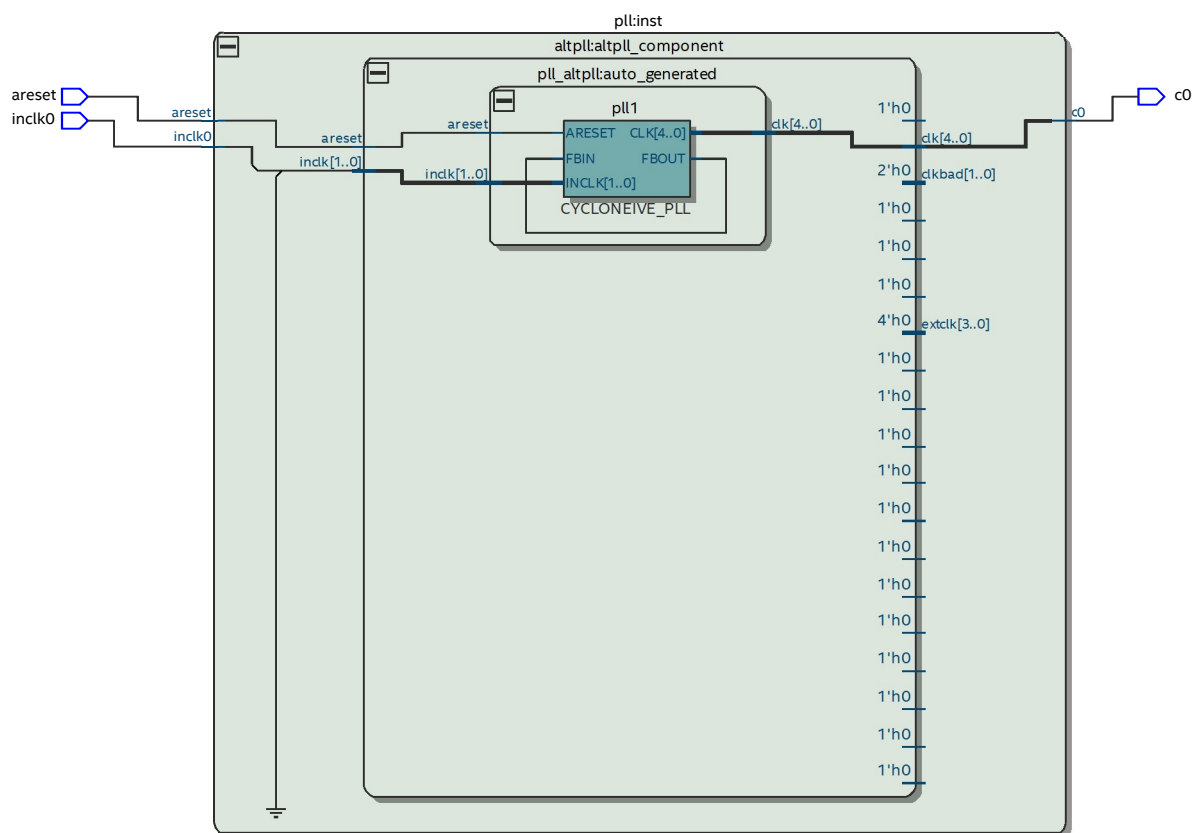 pll:inst
altpll:altpll_component
pll_altpll:auto_generated
areset
inclk0
c0
areset
inclk0
areset
inclk[1..0]
areset
inclk[1..0]
pll1
ARESET CLK[4..0]
FBIN FBOUT
INCLK[1..0]
CYCLONEIVE_PLL
clk[4..0]
1'h0
clk[4..0]
c0
2'h0
clkbad[1..0]
1'h0
1'h0
1'h0
4'h0
extclk[3..0]
1'h0
1'h0
1'h0
1'h0
1'h0
1'h0
1'h0
1'h0
1'h0
1'h0
1'h0
1'h0